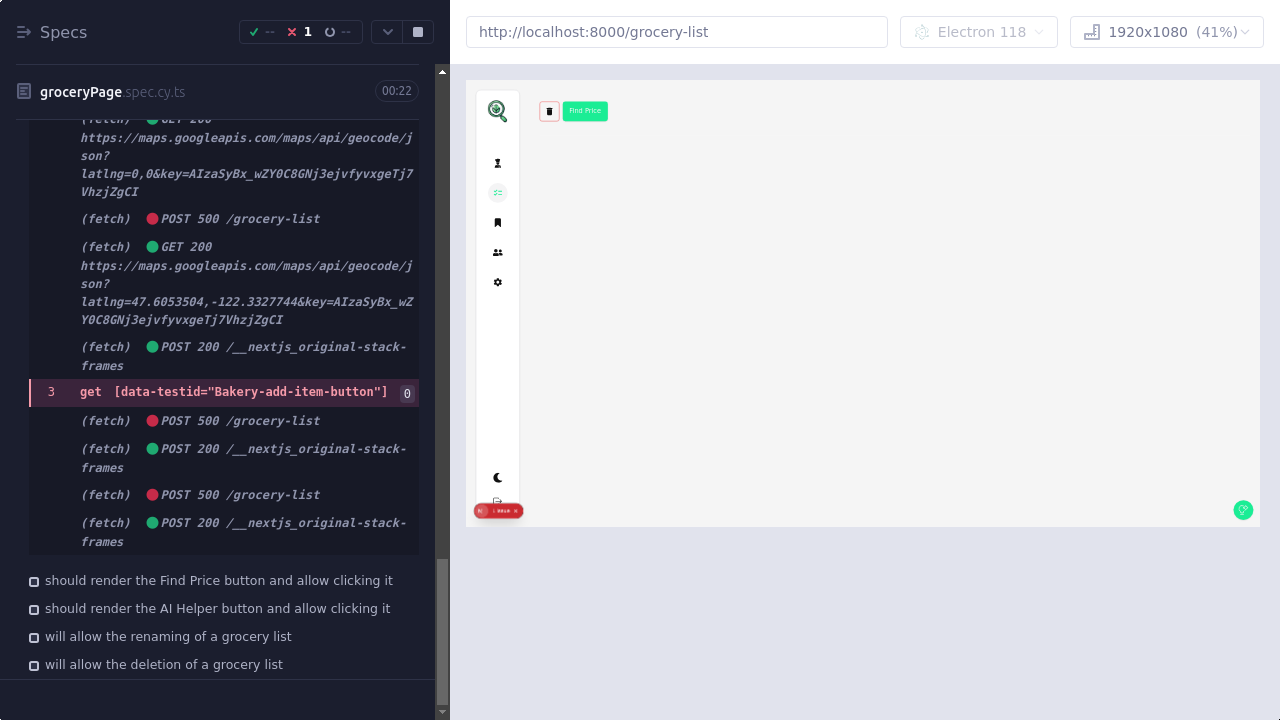 Specs
--
1
--
http://localhost:8000/grocery-list
Electron 118
1920x1080 (41%)
groceryPage.spec.cy.ts
00:22
(fetch) GET 200
https://maps.googleapis.com/maps/api/geocode/j
son?
latlng=0,0&key=AIzaSyBx_wZY0C8GNj3ejvfyvxgeTj7
VhzjZgCI
(fetch) POST 500 /grocery-list
(fetch) GET 200
https://maps.googleapis.com/maps/api/geocode/j
son?
latlng=47.6053504,-122.3327744&key=AIzaSyBx_wZ
Y0C8GNj3ejvfyvxgeTj7VhzjZgCI
(fetch) POST 200 /__nextjs_original-stack-
frames
3 get [data-testid="Bakery-add-item-button"] 0
(fetch) POST 500 /grocery-list
(fetch) POST 200 /__nextjs_original-stack-
frames
(fetch) POST 500 /grocery-list
(fetch) POST 200 /__nextjs_original-stack-
frames
should render the Find Price button and allow clicking it
should render the AI Helper button and allow clicking it
will allow the renaming of a grocery list
will allow the deletion of a grocery list
Find Price